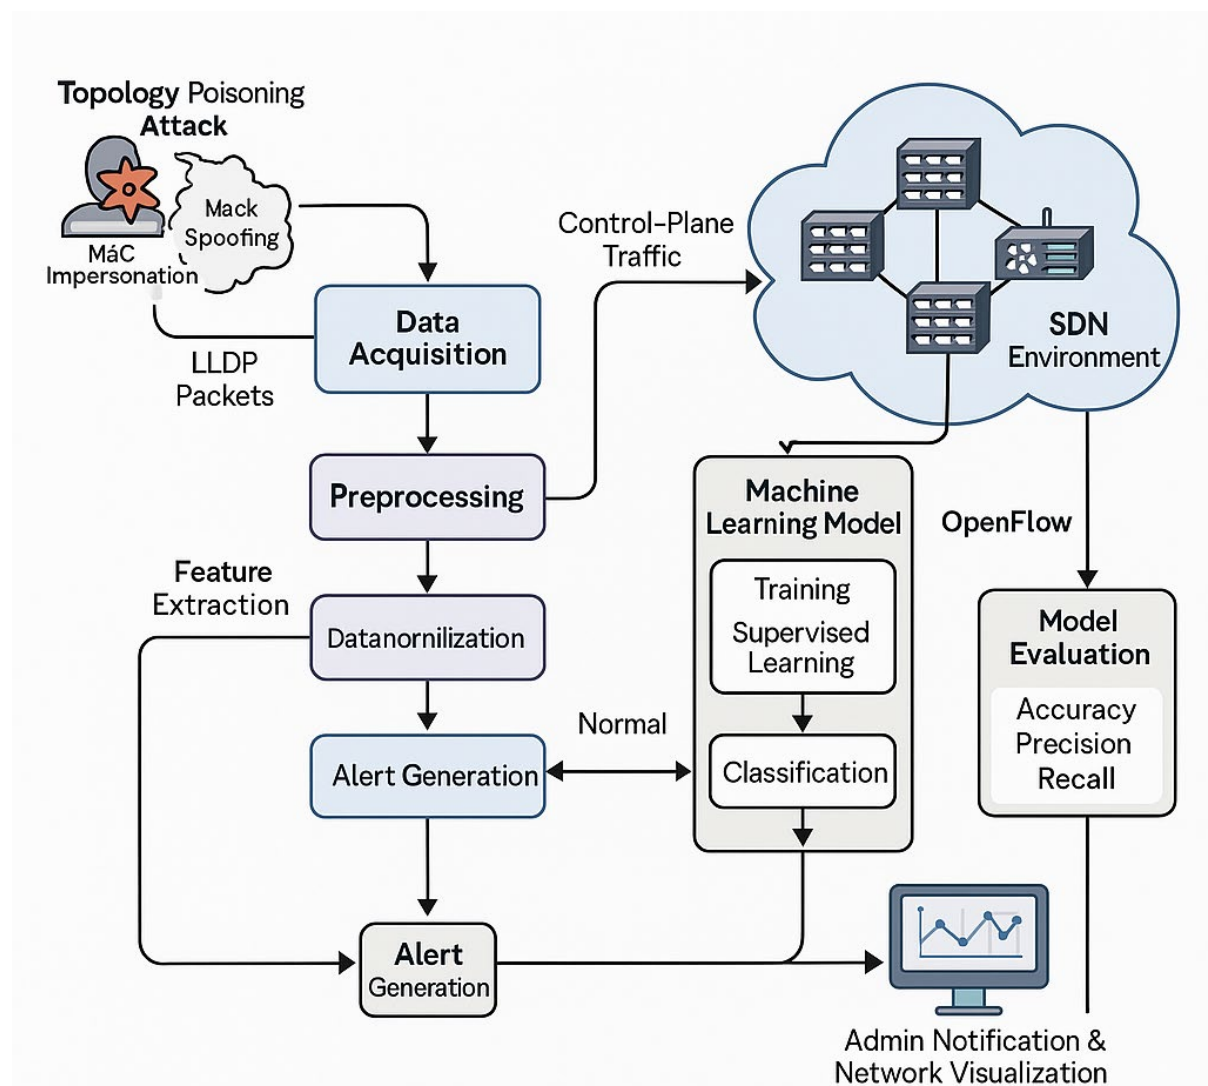 Topology Poisoning
Attack
Mack
Spoofing
MáC
Impersonation
LLDP
Packets
Data
Acquisition
Preprocessing
Feature
Extraction
Datanornilization
Alert Generation
Alert
Generation
Control-Plane
Traffic
SDN
Environment
Machine
Learning Model
Training
Supervised
Learning
Normal
Classification
OpenFlow
Model
Evaluation
Accuracy
Precision
Recall
Admin Notification &
Network Visualization